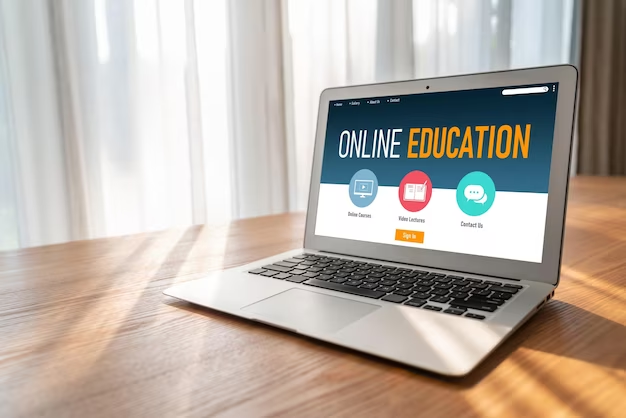 Home Gallery About Us Contact
ONLINE EDUCATION
Online Courses
Video Lectures
Contact Us
Sign In